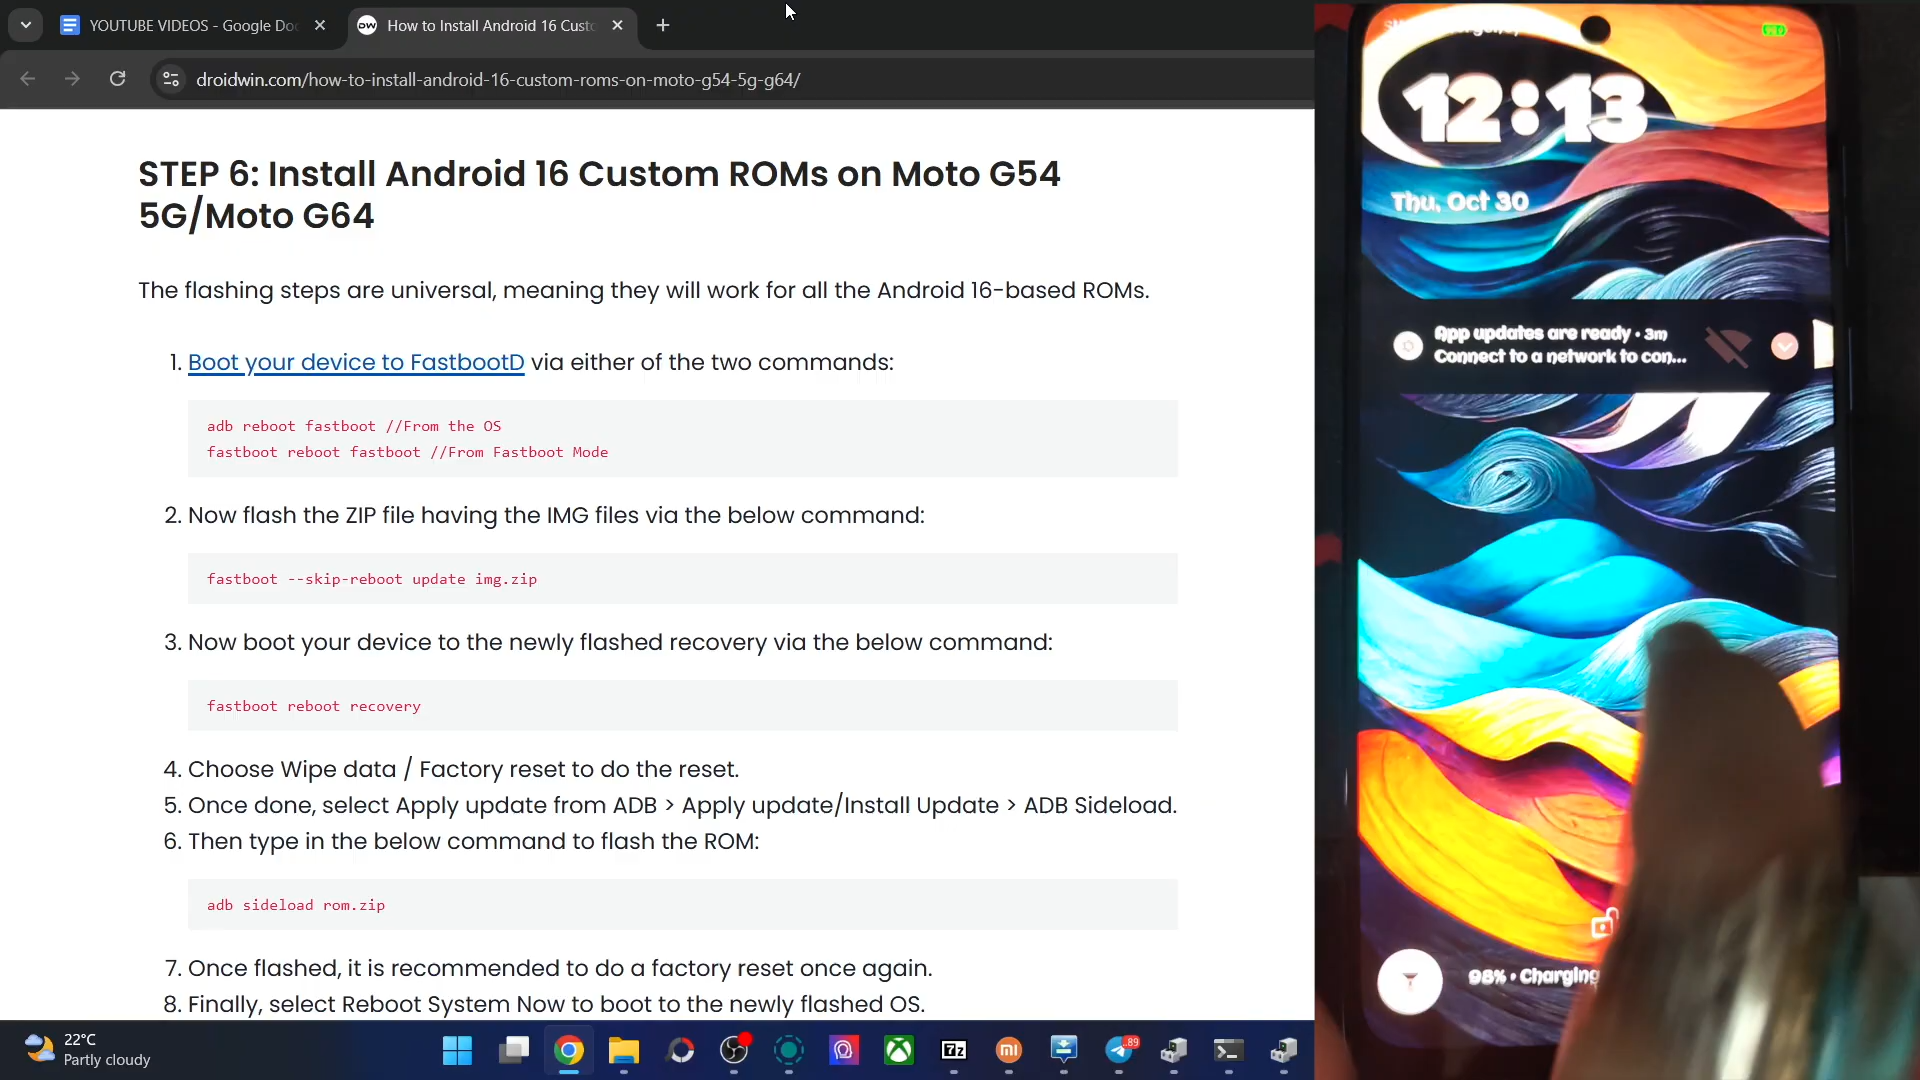 YOUTUBE VIDEOS - Google Do
How to Install Android 16 Cust
droidwin.com/how-to-install-android-16-custom-roms-on-moto-g54-5g-g64/
STEP 6: Install Android 16 Custom ROMs on Moto G54
5G/Moto G64
The flashing steps are universal, meaning they will work for all the Android 16-based ROMs.
1. Boot your device to FastbootD via either of the two commands:
adb reboot fastboot //From the OS
fastboot reboot fastboot //From Fastboot Mode
2. Now flash the ZIP file having the IMG files via the below command:
fastboot --skip-reboot update img.zip
3. Now boot your device to the newly flashed recovery via the below command:
fastboot reboot recovery
4. Choose Wipe data / Factory reset to do the reset.
5. Once done, select Apply update from ADB > Apply update/Install Update > ADB Sideload.
6. Then type in the below command to flash the ROM:
adb sideload rom.zip
7. Once flashed, it is recommended to do a factory reset once again.
8. Finally, select Reboot System Now to boot to the newly flashed OS.
22°C
Partly cloudy
7z
mi
89
12:13
Thu, Oct 30
App updates are ready • 3m
Connect to a network to con...
98% • Charging